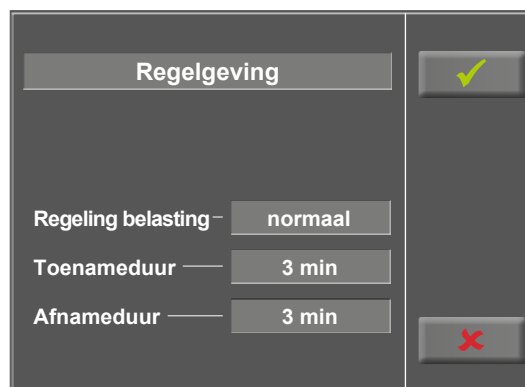 Regelgeving
Regeling belasting normaal
Toenameduur 3 min
Afnameduur 3 min